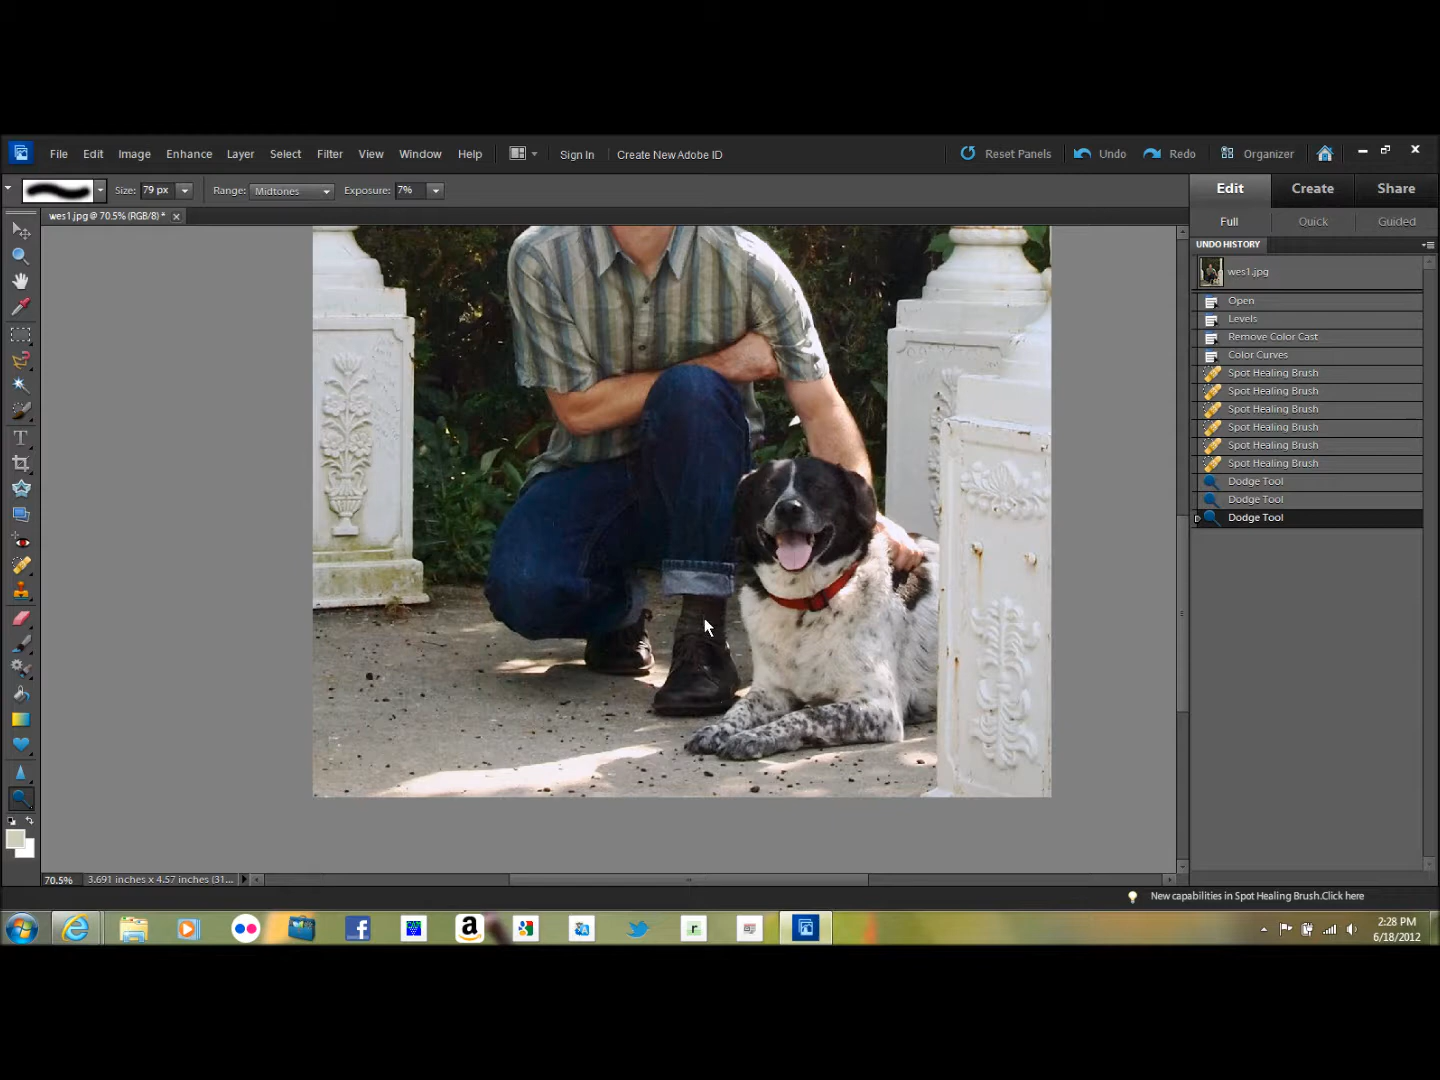 File Edit Image Enhance Layer Select Filter View Window Help Sign In Create New Adobe ID Reset Panels Undo Redo Organizer
Size: 79 px Range: Midtones Exposure: 7% Edit Create Share
wes1.jpg @ 70.5% (RGB/8) * Full Quick Guided
UNDO HISTORY
wes1.jpg
Open
Levels
Remove Color Cast
Color Curves
Spot Healing Brush
Spot Healing Brush
Spot Healing Brush
Spot Healing Brush
Spot Healing Brush
Spot Healing Brush
Dodge Tool
Dodge Tool
Dodge Tool
70.5% 3.691 inches x 4.57 inches (31...
New capabilities in Spot Healing Brush.Click here
2:28 PM
6/18/2012